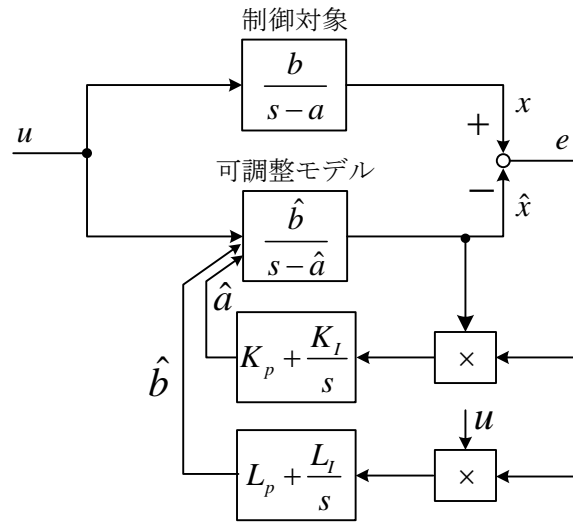 制御対象
b
s - a
u
x
+
e
可調整モデル
−
x̂
b̂
s - â
â
K_p + K_I / s
×
b̂
u
L_p + L_I / s
×